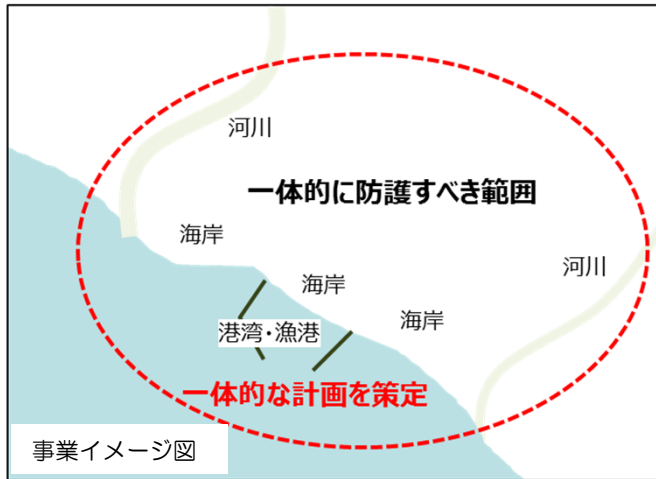 河川
一体的に防護すべき範囲
海岸
河川
海岸
海岸
港湾・漁港
一体的な計画を策定
事業イメージ図